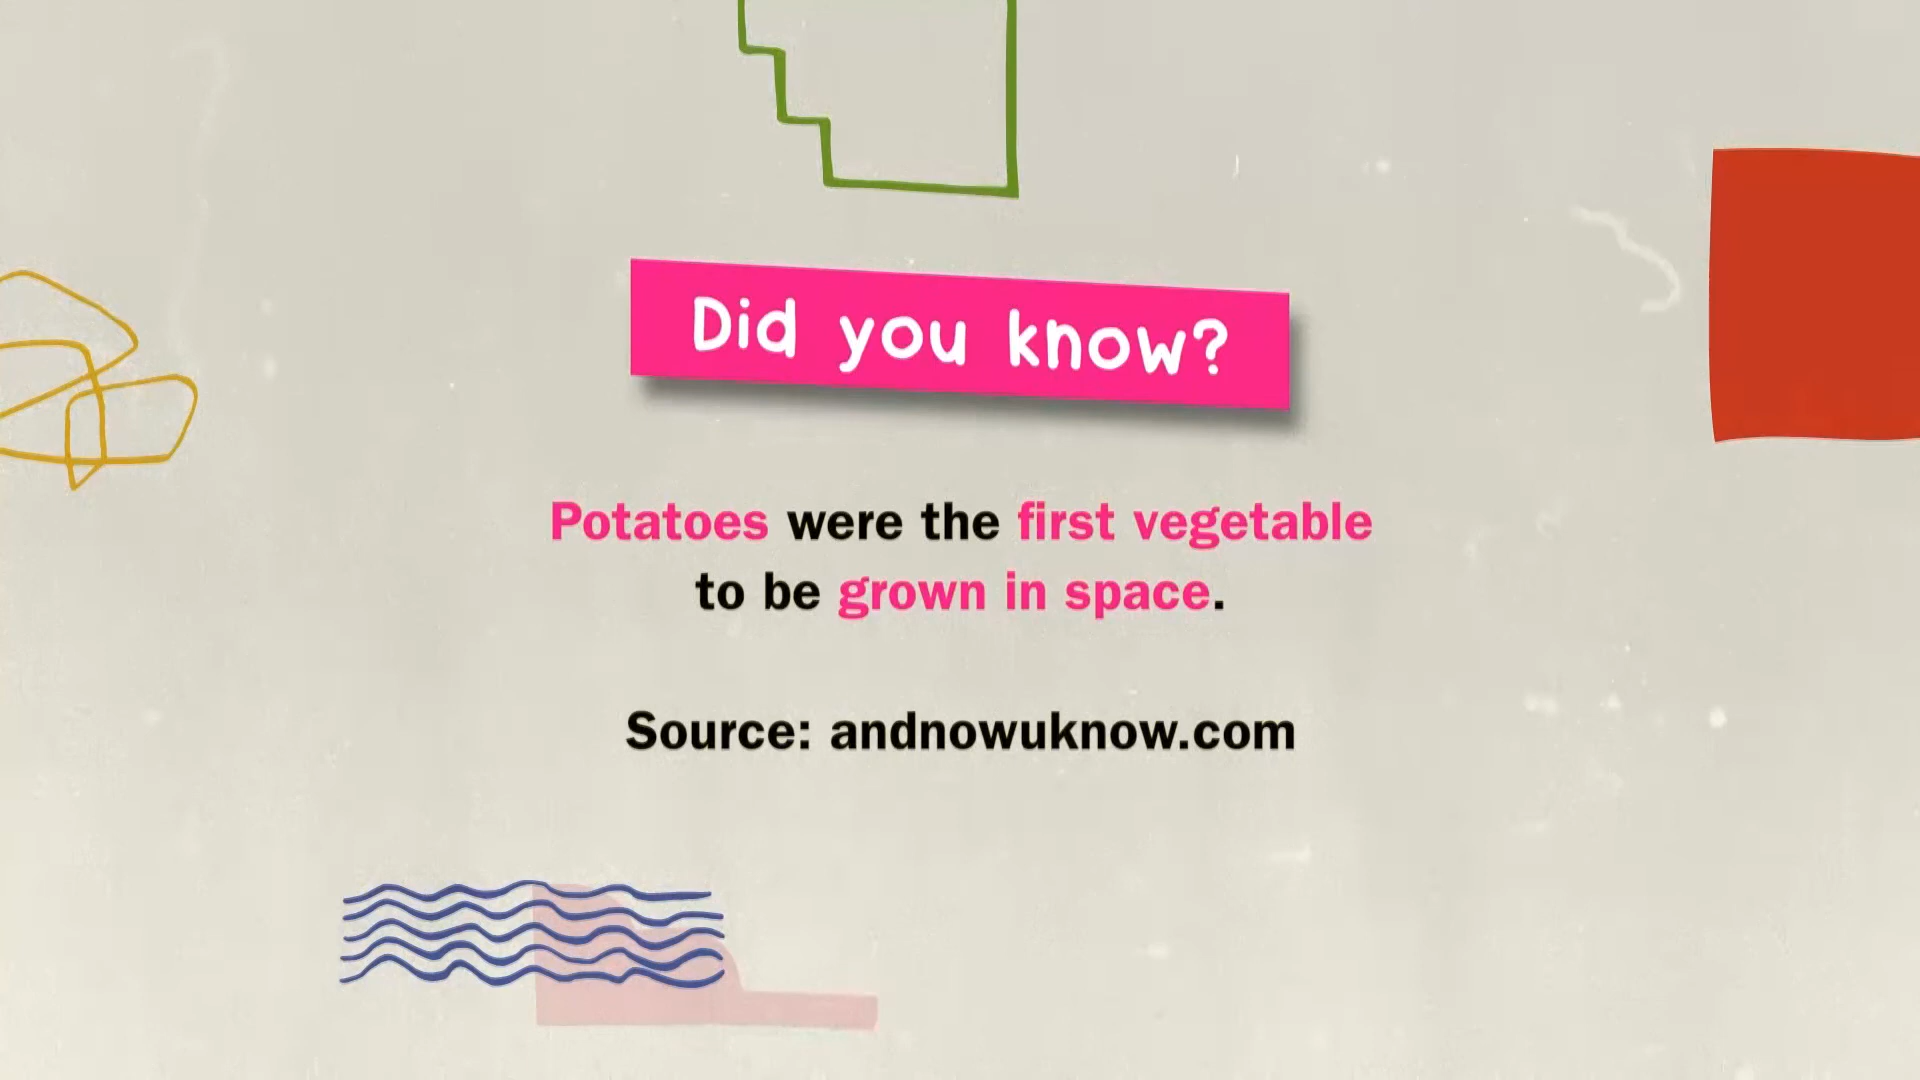 Did you know?
Potatoes were the first vegetable
to be grown in space.
Source: andnowuknow.com